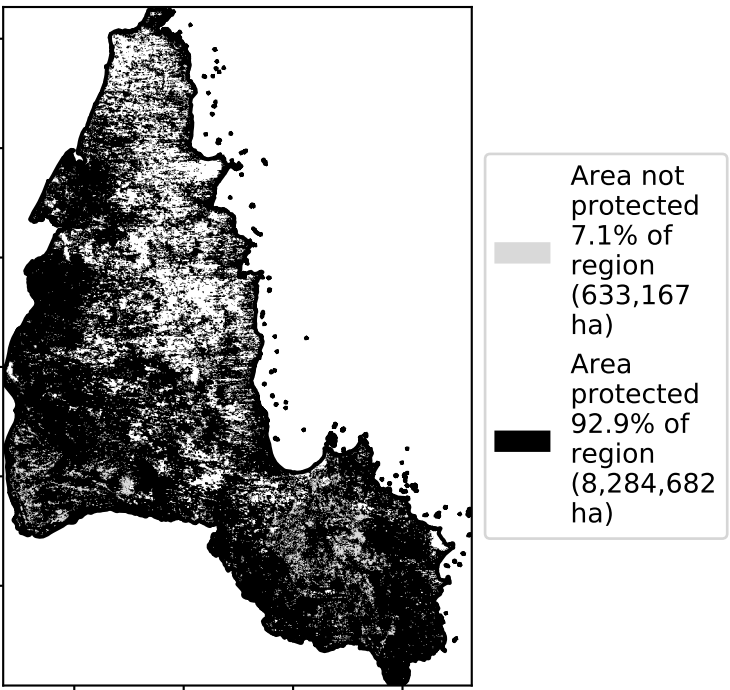 Area not
protected
7.1% of
region
(633,167
ha)
Area
protected
92.9% of
region
(8,284,682
ha)